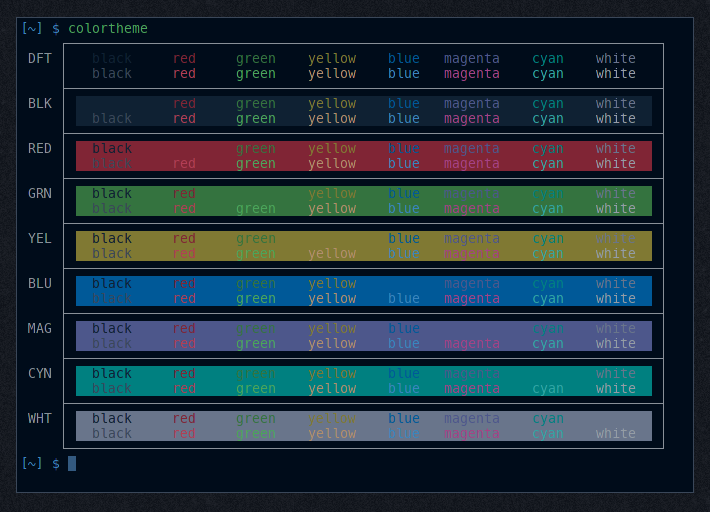 [~] $ colortheme
DFT black red green yellow blue magenta cyan white
black red green yellow blue magenta cyan white
BLK red green yellow blue magenta cyan white
black red green yellow blue magenta cyan white
RED black green yellow blue magenta cyan white
black red green yellow blue magenta cyan white
GRN black red yellow blue magenta cyan white
black red green yellow blue magenta cyan white
YEL black red green blue magenta cyan white
black red green yellow blue magenta cyan white
BLU black red green yellow magenta cyan white
black red green yellow blue magenta cyan white
MAG black red green yellow blue cyan white
black red green yellow blue magenta cyan white
CYN black red green yellow blue magenta white
black red green yellow blue magenta cyan white
WHT black red green yellow blue magenta cyan
black red green yellow blue magenta cyan white
[~] $